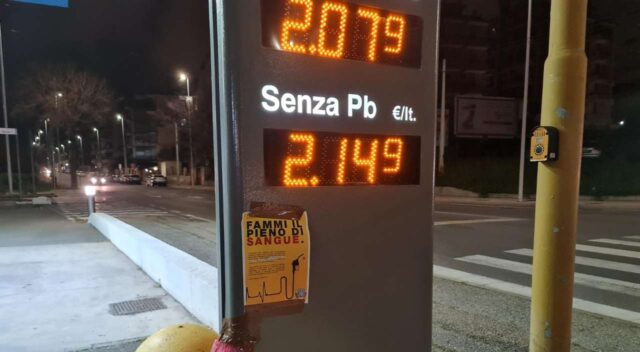 2.079
Senza Pb €/lt.
2.149
FAMMI IL
PIENO DI
SANGUE.